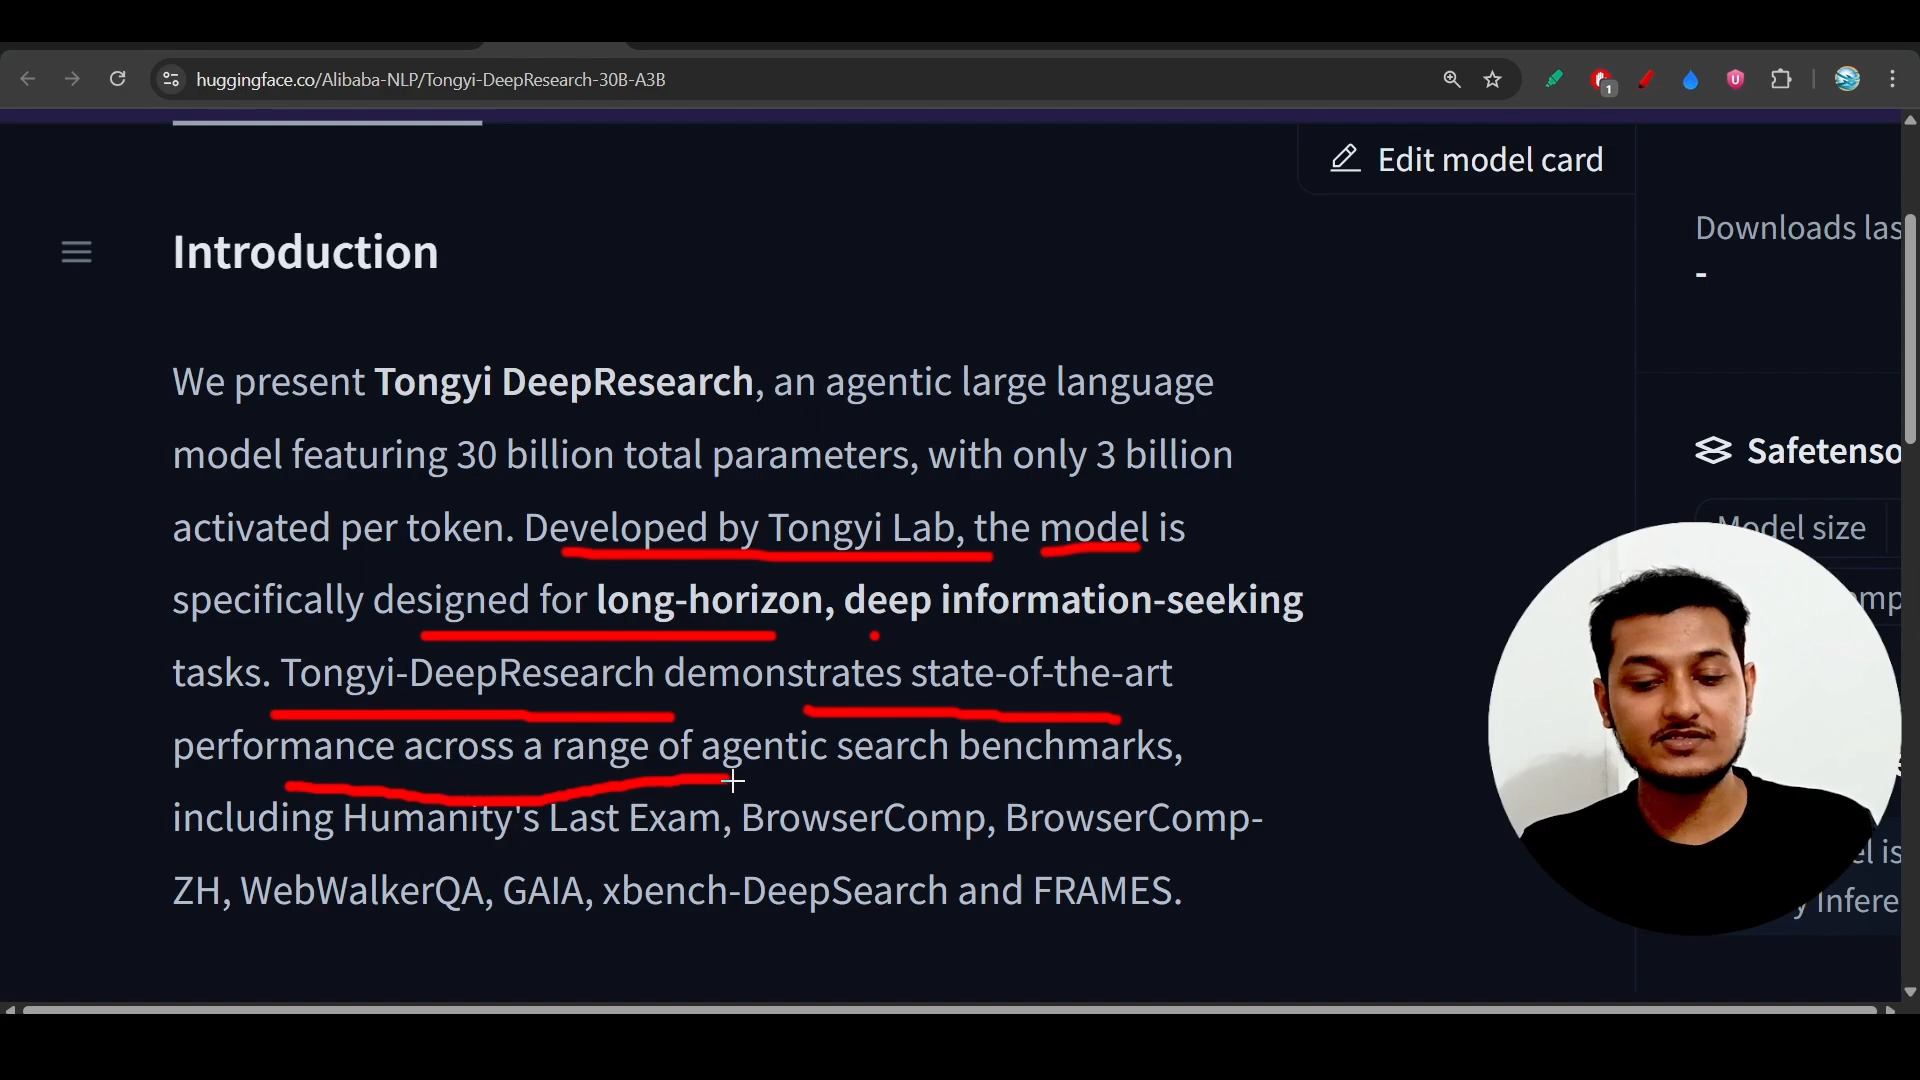 huggingface.co/Alibaba-NLP/Tongyi-DeepResearch-30B-A3B
1
Edit model card
Downloads las
-
Introduction
We present Tongyi DeepResearch, an agentic large language
model featuring 30 billion total parameters, with only 3 billion
activated per token. Developed by Tongyi Lab, the model is
specifically designed for long-horizon, deep information-seeking
tasks. Tongyi-DeepResearch demonstrates state-of-the-art
performance across a range of agentic search benchmarks,
including Humanity's Last Exam, BrowserComp, BrowserComp-
ZH, WebWalkerQA, GAIA, xbench-DeepSearch and FRAMES.
Safetenso
Model size
is
Infere